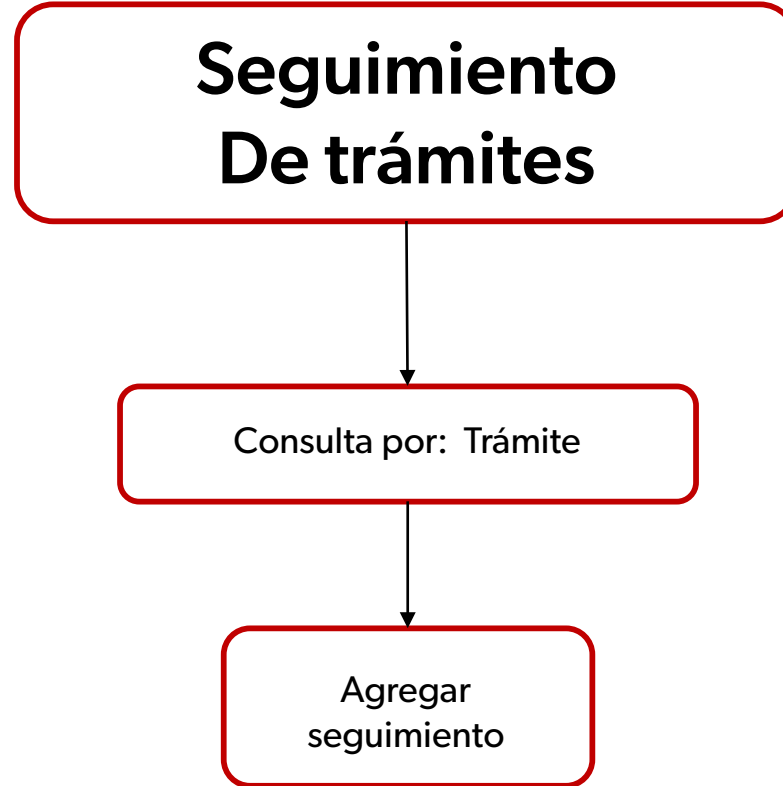 Seguimiento
De trámites
Consulta por: Trámite
Agregar
seguimiento